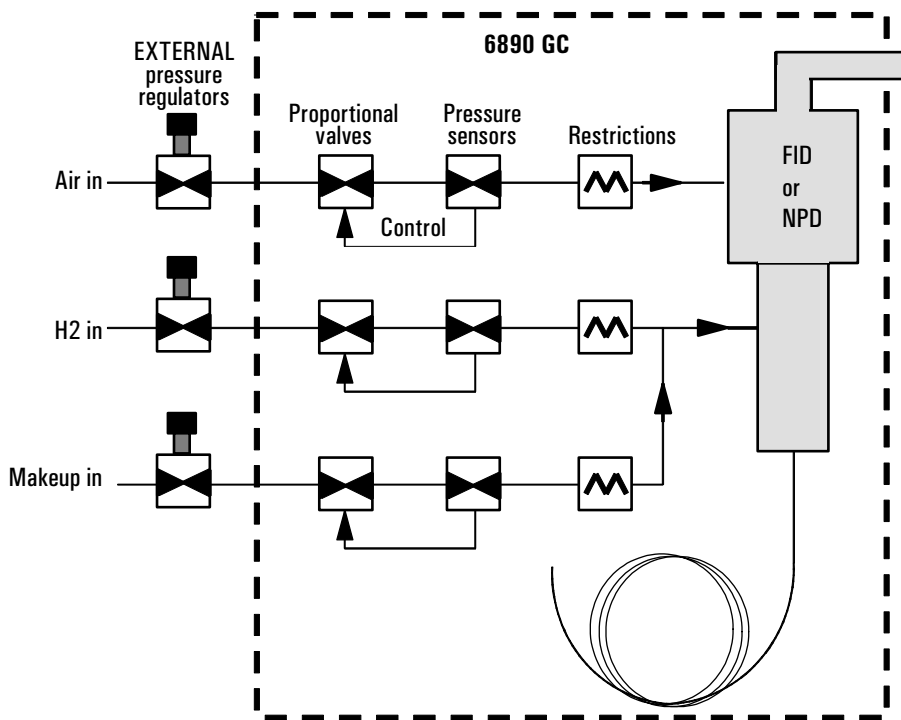 6890 GC
EXTERNAL
pressure
regulators
Proportional
valves
Pressure
sensors
Restrictions
Air in
Control
FID
or
NPD
H2 in
Makeup in